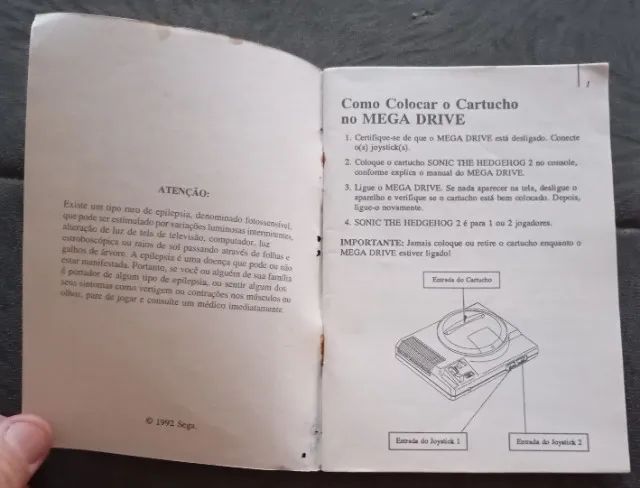 ATENÇÃO:
Existe um tipo raro de epilepsia, denominado fotossensível,
que pode ser estimulado por variações luminosas intermitentes,
alteração de luz de tela de televisão, computador, luz
estroboscópica ou raios de sol passando através de folhas e
galhos de árvore. A epilepsia é uma doença que pode ou não
estar manifestada. Portanto, se você ou alguém de sua família
é portador de algum tipo de epilepsia, ou sentir algum dos
seus sintomas como vertigem ou contrações nos músculos ou
olhos, pare de jogar e consulte um médico imediatamente.
© 1992 Sega.
1
Como Colocar o Cartucho
no MEGA DRIVE
1. Certifique-se de que o MEGA DRIVE está desligado. Conecte
o(s) joystick(s).
2. Coloque o cartucho SONIC THE HEDGEHOG 2 no console,
conforme explica o manual do MEGA DRIVE.
3. Ligue o MEGA DRIVE. Se nada aparecer na tela, desligue o
aparelho e verifique se o cartucho está bem colocado. Depois,
ligue-o novamente.
4. SONIC THE HEDGEHOG 2 é para 1 ou 2 jogadores.
IMPORTANTE: Jamais coloque ou retire o cartucho enquanto o
MEGA DRIVE estiver ligado!
Entrada do Cartucho
Entrada do Joystick 1
Entrada do Joystick 2